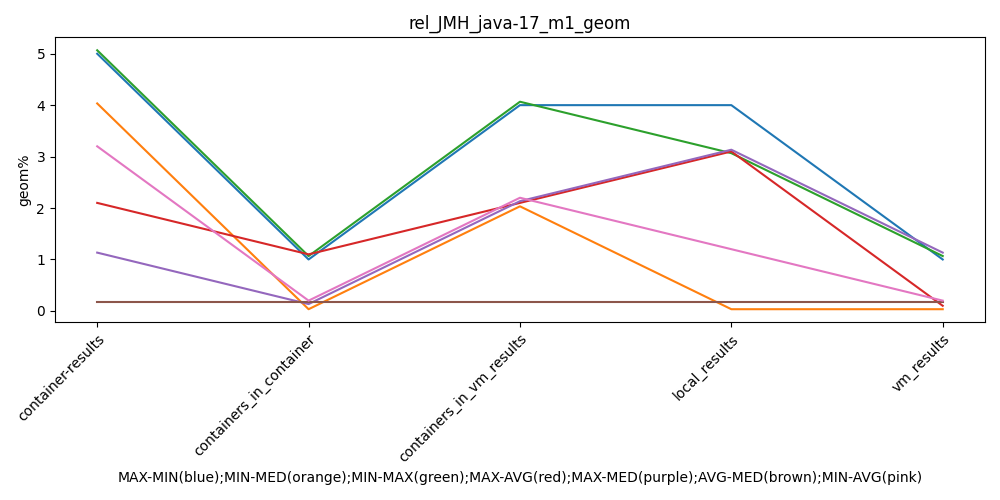 rel_JMH_java-17_m1_geom
geom%
5
4
3
2
1
0
container-results
containers_in_container
containers_in_vm_results
local_results
vm_results
MAX-MIN(blue);MIN-MED(orange);MIN-MAX(green);MAX-AVG(red);MAX-MED(purple);AVG-MED(brown);MIN-AVG(pink)